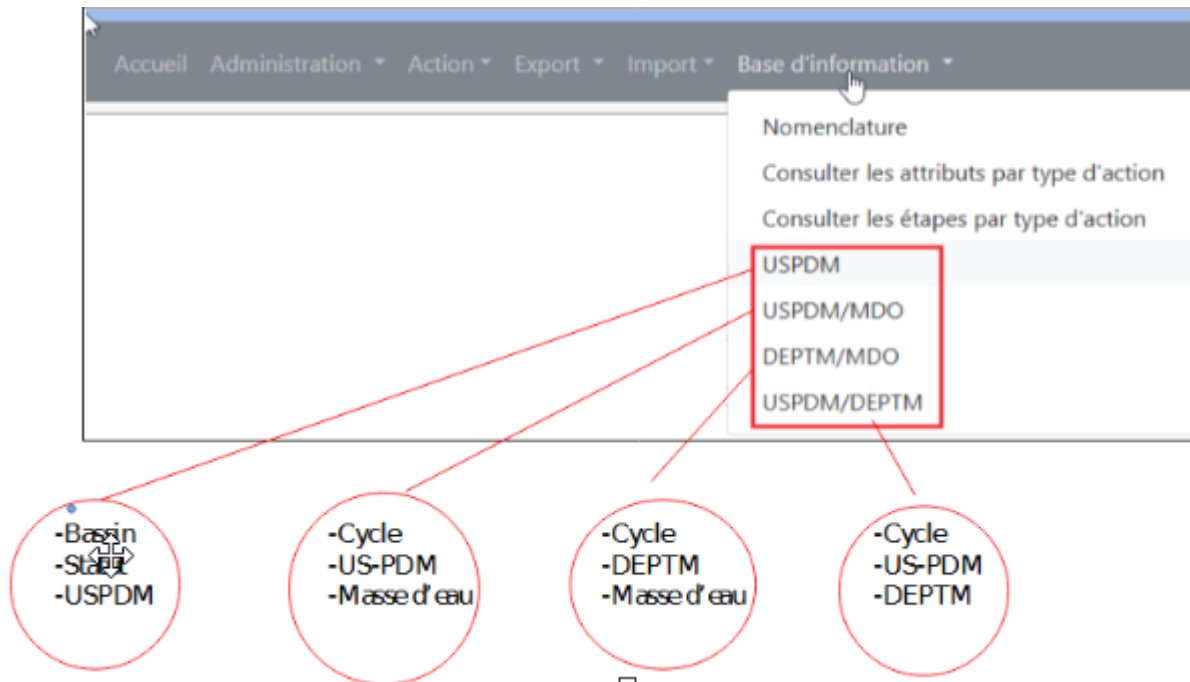 Accueil Administration Action Export Import Base d'information
Nomenclature
Consulter les attributs par type d'action
Consulter les étapes par type d'action
USPDM
USPDM/MDO
DEPTM/MDO
USPDM/DEPTM
-Bassin
-USPDM
-Cycle
-US-PDM
-Masse d'eau
-Cycle
-DEPTM
-Masse d'eau
-Cycle
-US-PDM
-DEPTM